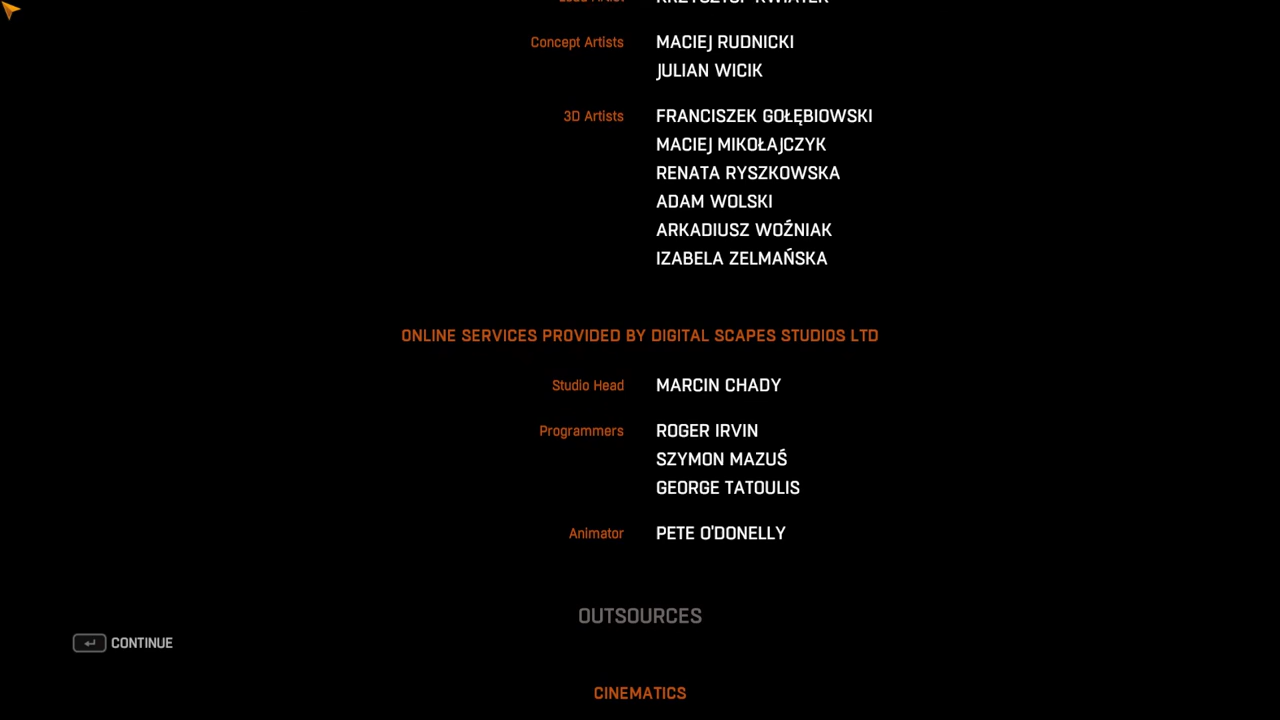 Concept Artists MACIEJ RUDNICKI
JULIAN WICIK
3D Artists FRANCISZEK GOŁĘBIOWSKI
MACIEJ MIKOŁAJCZYK
RENATA RYSZKOWSKA
ADAM WOLSKI
ARKADIUSZ WOŹNIAK
IZABELA ZELMAŃSKA
ONLINE SERVICES PROVIDED BY DIGITAL SCAPES STUDIOS LTD
Studio Head MARCIN CHADY
Programmers ROGER IRVIN
SZYMON MAZUŚ
GEORGE TATOULIS
Animator PETE O'DONELLY
OUTSOURCES
CONTINUE
CINEMATICS